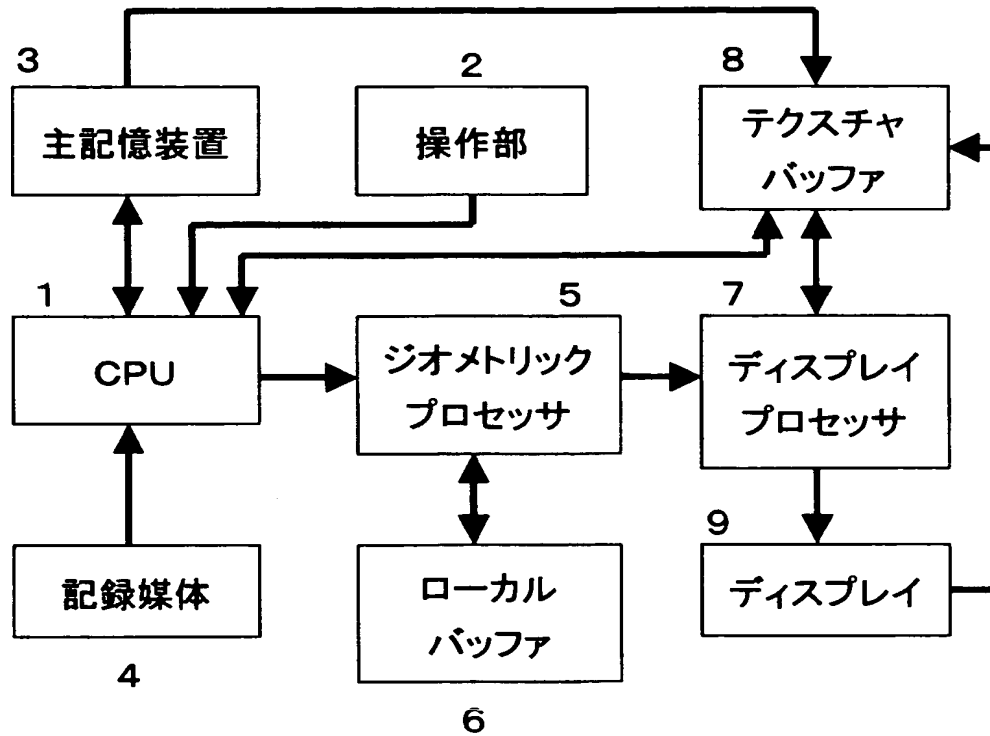 3
主記憶装置
2
操作部
8
テクスチャ
バッファ
1
CPU
5
ジオメトリック
プロセッサ
7
ディスプレイ
プロセッサ
記録媒体
4
ローカル
バッファ
6
9
ディスプレイ